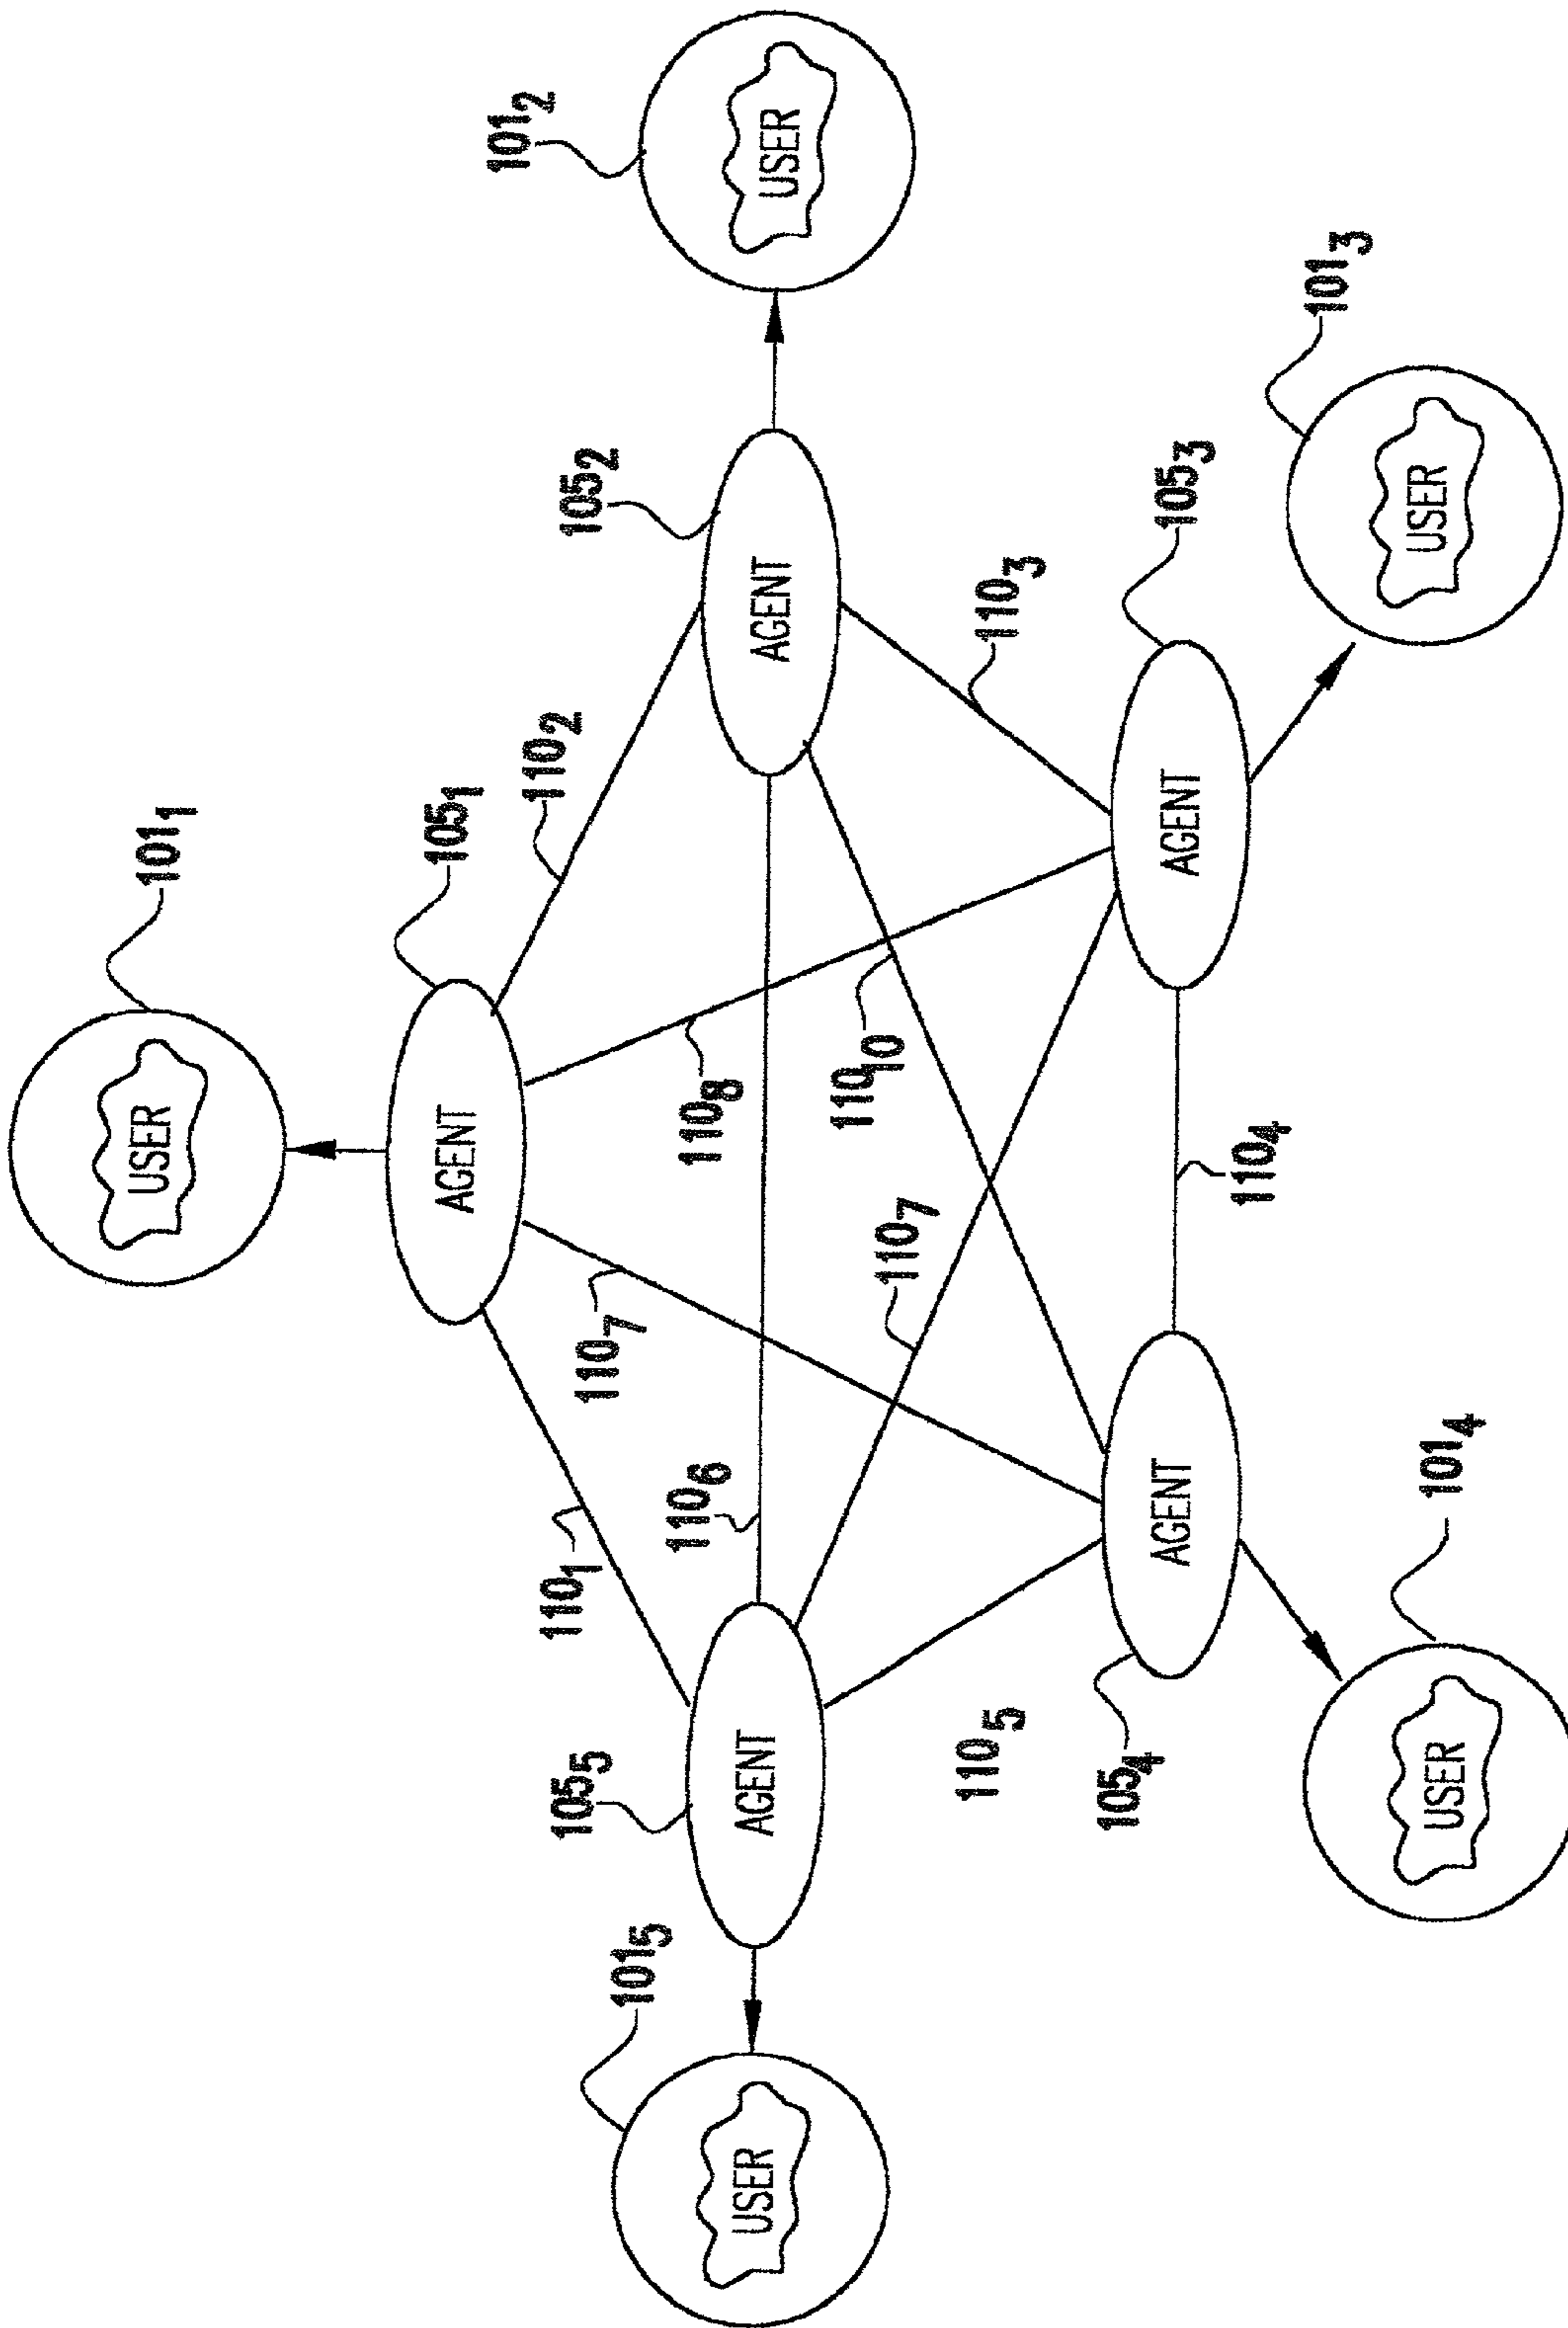 USER
101₁
AGENT
105₁
101₂
110₂
110₁
105₅
105₂
110₇
101₅
110₆
110₈
USER
AGENT
AGENT
USER
110₁₀
110₇
110₅
110₃
105₄
AGENT
AGENT
105₃
110₄
101₃
101₄
USER
USER